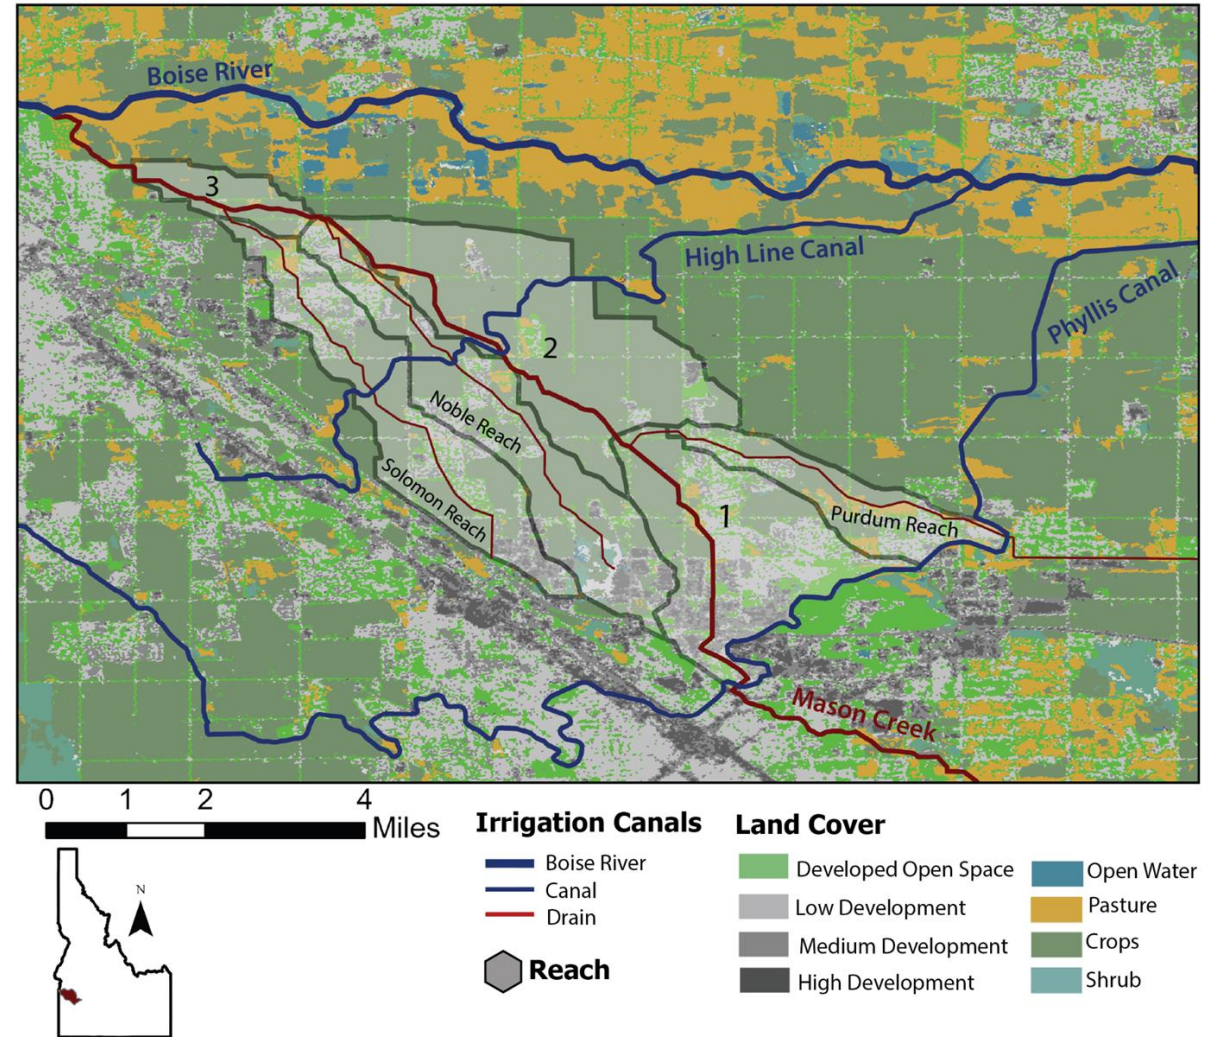 Boise River
3
High Line Canal
Phyllis Canal
2
Noble Reach
Solomon Reach
1
Purdum Reach
Mason Creek
0 1 2 4
Miles
N
Irrigation Canals
Boise River
Canal
Drain
Reach
Land Cover
Developed Open Space
Low Development
Medium Development
High Development
Open Water
Pasture
Crops
Shrub